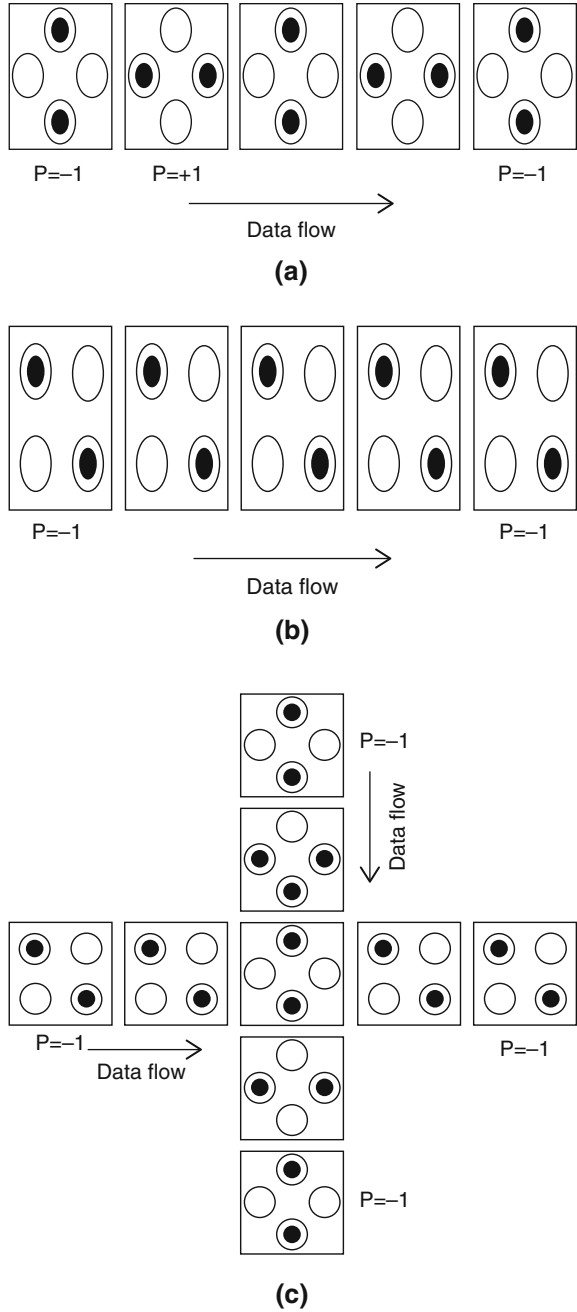 P=–1 P=+1 P=–1
Data flow
(a)
P=–1 P=–1
Data flow
(b)
P=–1
Data flow
P=–1 P=–1
Data flow
P=–1
(c)